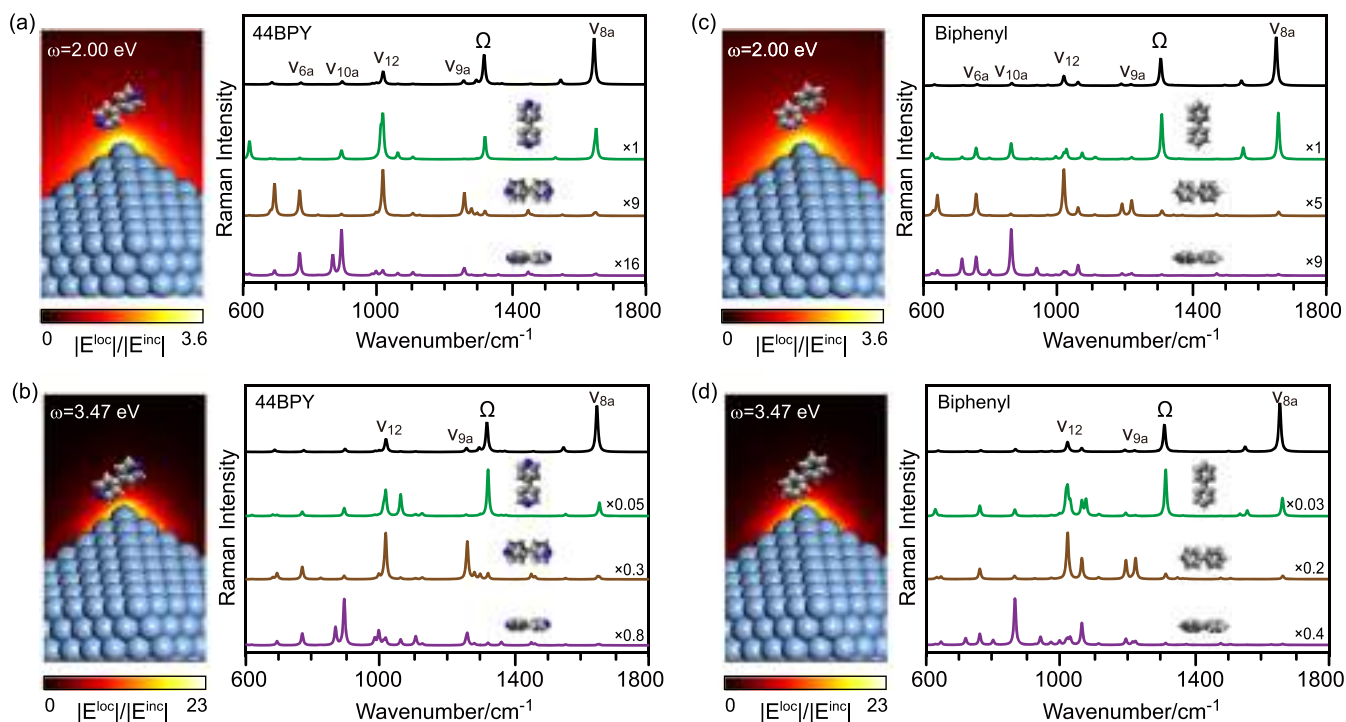 (a)
ω=2.00 eV
0 3.6
|E^loc|/|E^inc|
44BPY
ν6a
ν10a
ν12
ν9a
Ω
ν8a
×1
×9
×16
Raman Intensity
600 1000 1400 1800
Wavenumber/cm⁻¹
(c)
ω=2.00 eV
0 3.6
|E^loc|/|E^inc|
Biphenyl
ν6a
ν10a
ν12
ν9a
Ω
ν8a
×1
×5
×9
Raman Intensity
600 1000 1400 1800
Wavenumber/cm⁻¹
(b)
ω=3.47 eV
0 23
|E^loc|/|E^inc|
44BPY
ν12
ν9a
Ω
ν8a
×0.05
×0.3
×0.8
Raman Intensity
600 1000 1400 1800
Wavenumber/cm⁻¹
(d)
ω=3.47 eV
0 23
|E^loc|/|E^inc|
Biphenyl
ν12
ν9a
Ω
ν8a
×0.03
×0.2
×0.4
Raman Intensity
600 1000 1400 1800
Wavenumber/cm⁻¹